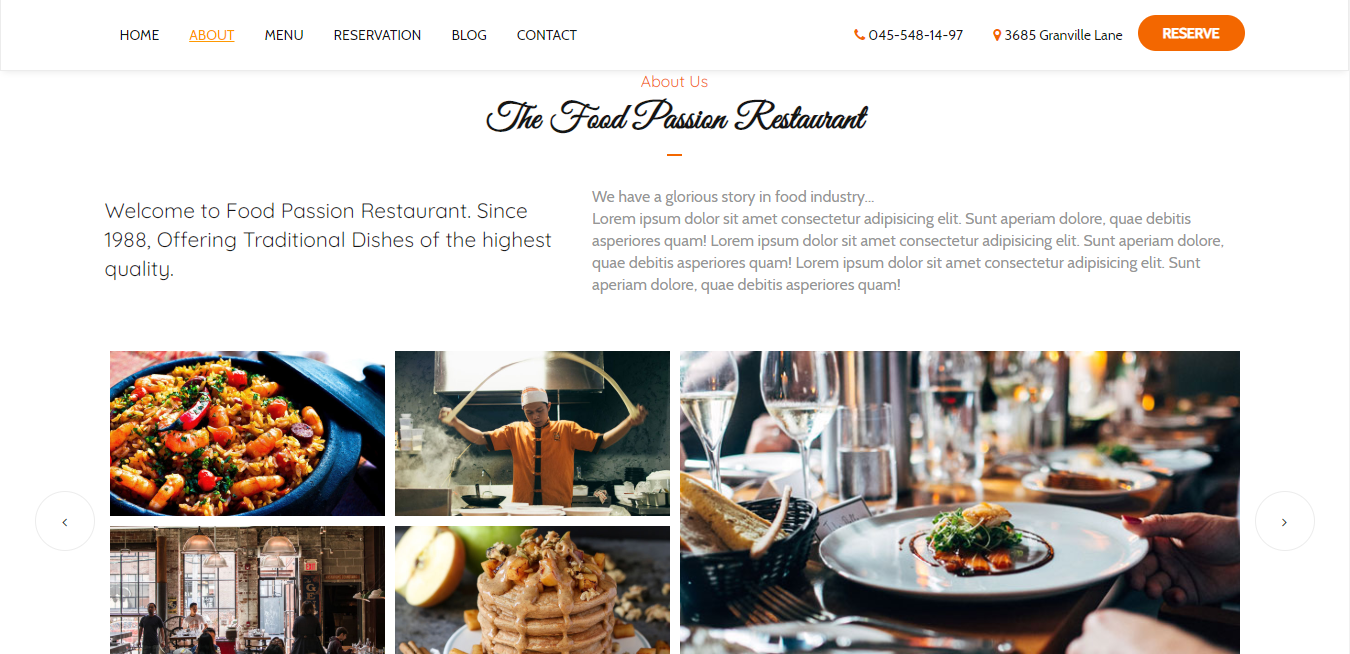 HOME ABOUT MENU RESERVATION BLOG CONTACT 045-548-14-97 3685 Granville Lane RESERVE
About Us
The Food Passion Restaurant
Welcome to Food Passion Restaurant. Since
1988, Offering Traditional Dishes of the highest
quality.
We have a glorious story in food industry...
Lorem ipsum dolor sit amet consectetur adipisicing elit. Sunt aperiam dolore, quae debitis
asperiores quam! Lorem ipsum dolor sit amet consectetur adipisicing elit. Sunt aperiam dolore,
quae debitis asperiores quam! Lorem ipsum dolor sit amet consectetur adipisicing elit. Sunt
aperiam dolore, quae debitis asperiores quam!